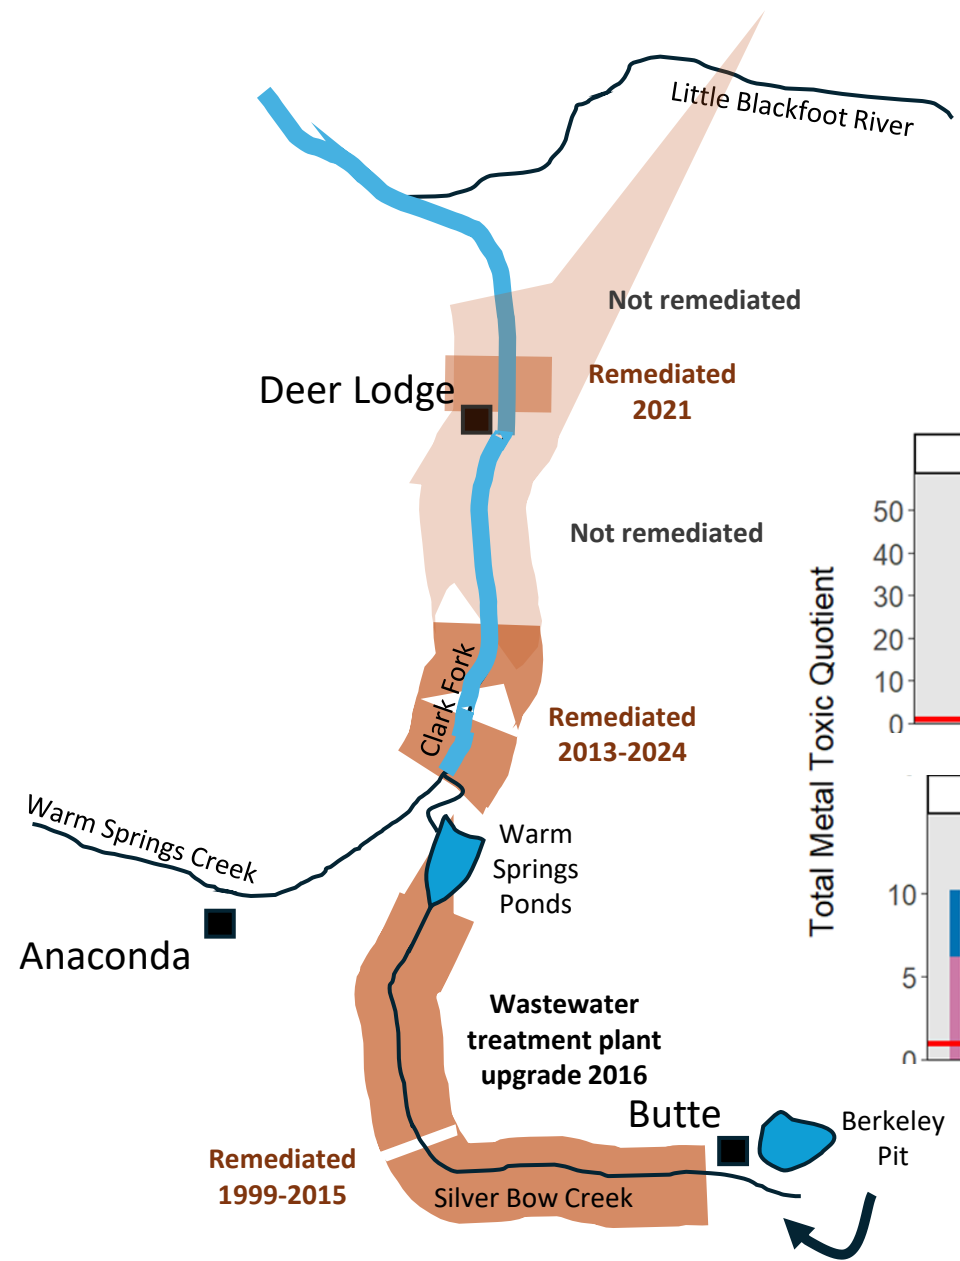 Little Blackfoot River
Not remediated
Deer Lodge
Remediated
2021
Not remediated
Clark Fork
Remediated
2013-2024
Warm Springs Creek
Warm
Springs
Ponds
Anaconda
Wastewater
treatment plant
upgrade 2016
Butte
Berkeley
Pit
Remediated
1999-2015
Silver Bow Creek
Total Metal Toxic Quotient
50
40
30
20
10
0
10
5
0